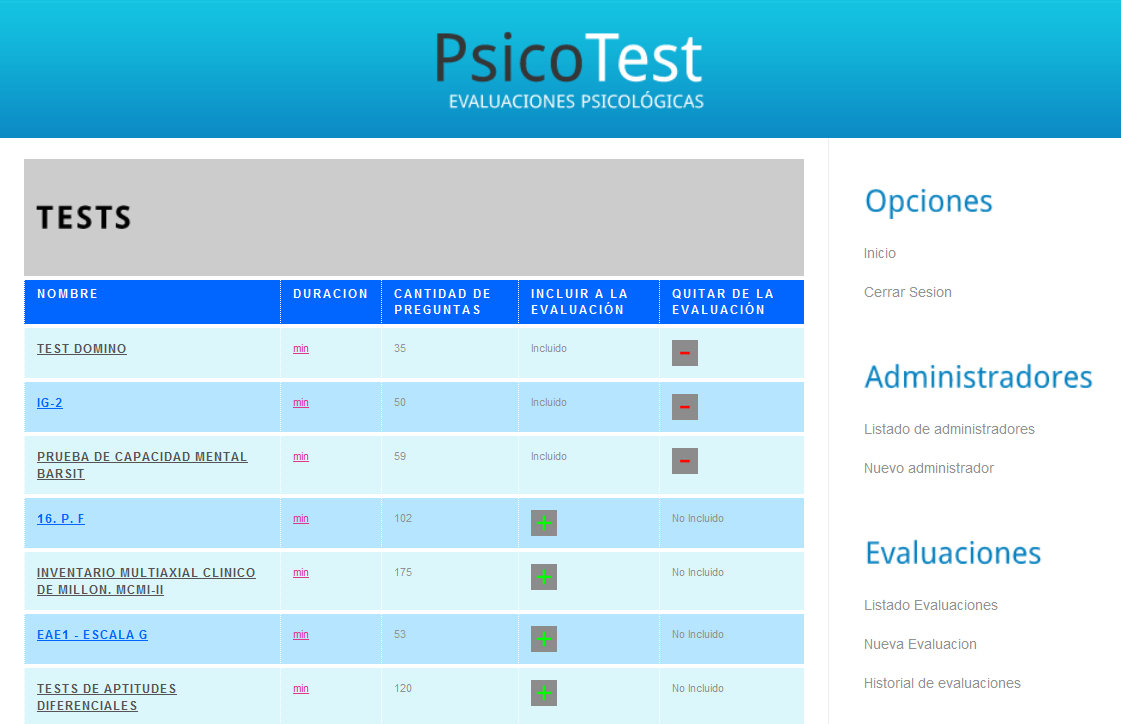 PsicoTest
EVALUACIONES PSICOLÓGICAS
TESTS
NOMBRE DURACION CANTIDAD DE PREGUNTAS INCLUIR A LA EVALUACIÓN QUITAR DE LA EVALUACIÓN
TEST DOMINO min 35 Incluido
IG-2 min 50 Incluido
PRUEBA DE CAPACIDAD MENTAL BARSIT min 59 Incluido
16. P. F min 102 No Incluido
INVENTARIO MULTIAXIAL CLINICO DE MILLON. MCMI-II min 175 No Incluido
EAE1 - ESCALA G min 53 No Incluido
TESTS DE APTITUDES DIFERENCIALES min 120 No Incluido
Opciones
Inicio
Cerrar Sesion
Administradores
Listado de administradores
Nuevo administrador
Evaluaciones
Listado Evaluaciones
Nueva Evaluacion
Historial de evaluaciones